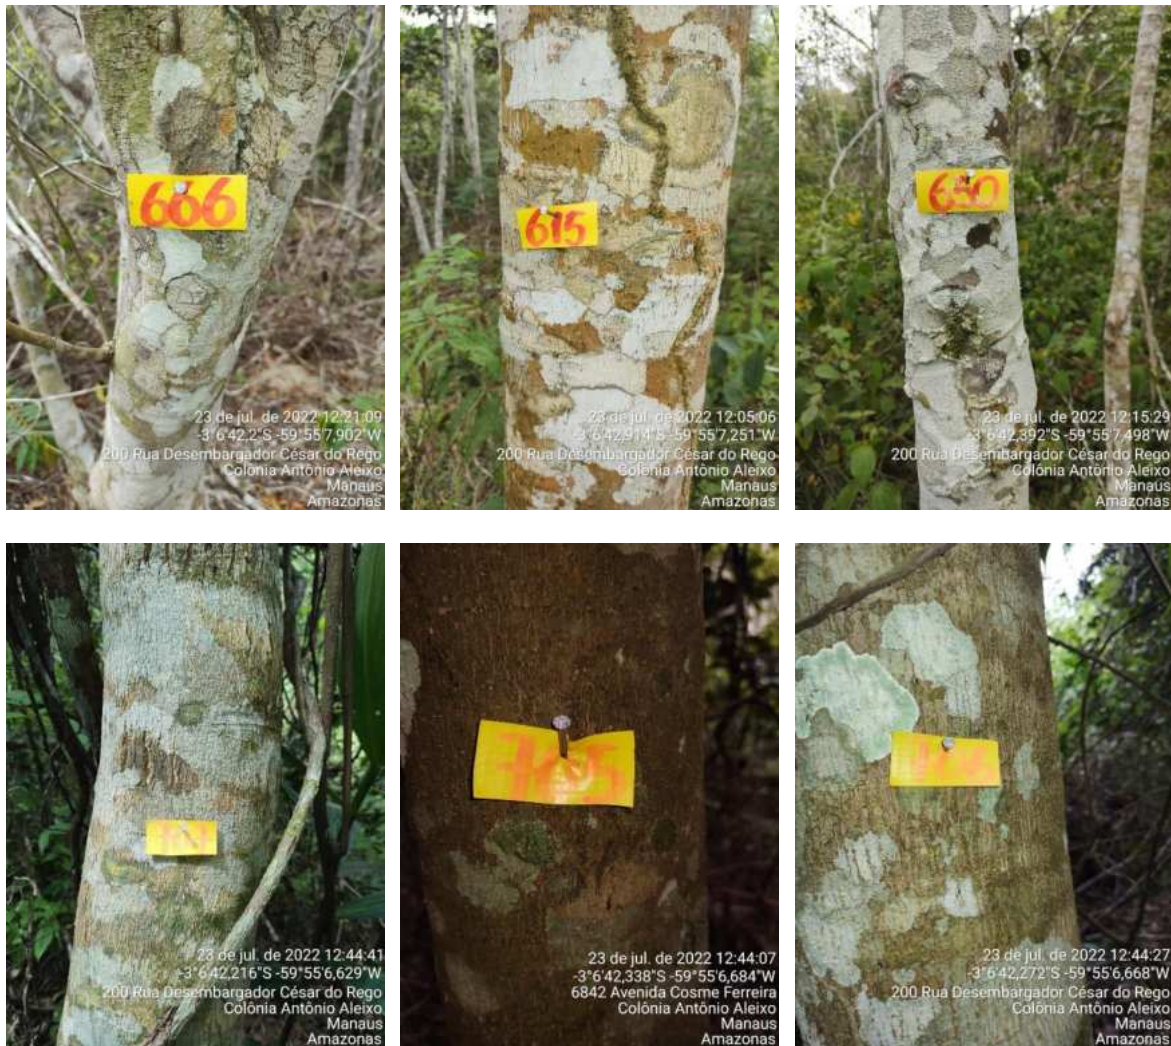 666
23 de jul. de 2022 12:21:09
-3°6'42,2"S -59°55'7,902"W
200 Rua Desembargador César do Rego
Colônia Antônio Aleixo
Manaus
Amazonas
615
23 de jul. de 2022 12:05:06
-3°6'42,914"S -59°55'7,251"W
200 Rua Desembargador César do Rego
Colônia Antônio Aleixo
Manaus
Amazonas
650
23 de jul. de 2022 12:15:29
-3°6'42,392"S -59°55'7,498"W
200 Rua Desembargador César do Rego
Colônia Antônio Aleixo
Manaus
Amazonas
23 de jul. de 2022 12:44:41
-3°6'42,216"S -59°55'6,629"W
200 Rua Desembargador César do Rego
Colônia Antônio Aleixo
Manaus
Amazonas
23 de jul. de 2022 12:44:07
-3°6'42,338"S -59°55'6,684"W
6842 Avenida Cosme Ferreira
Colônia Antônio Aleixo
Manaus
Amazonas
23 de jul. de 2022 12:44:27
-3°6'42,272"S -59°55'6,668"W
200 Rua Desembargador César do Rego
Colônia Antônio Aleixo
Manaus
Amazonas